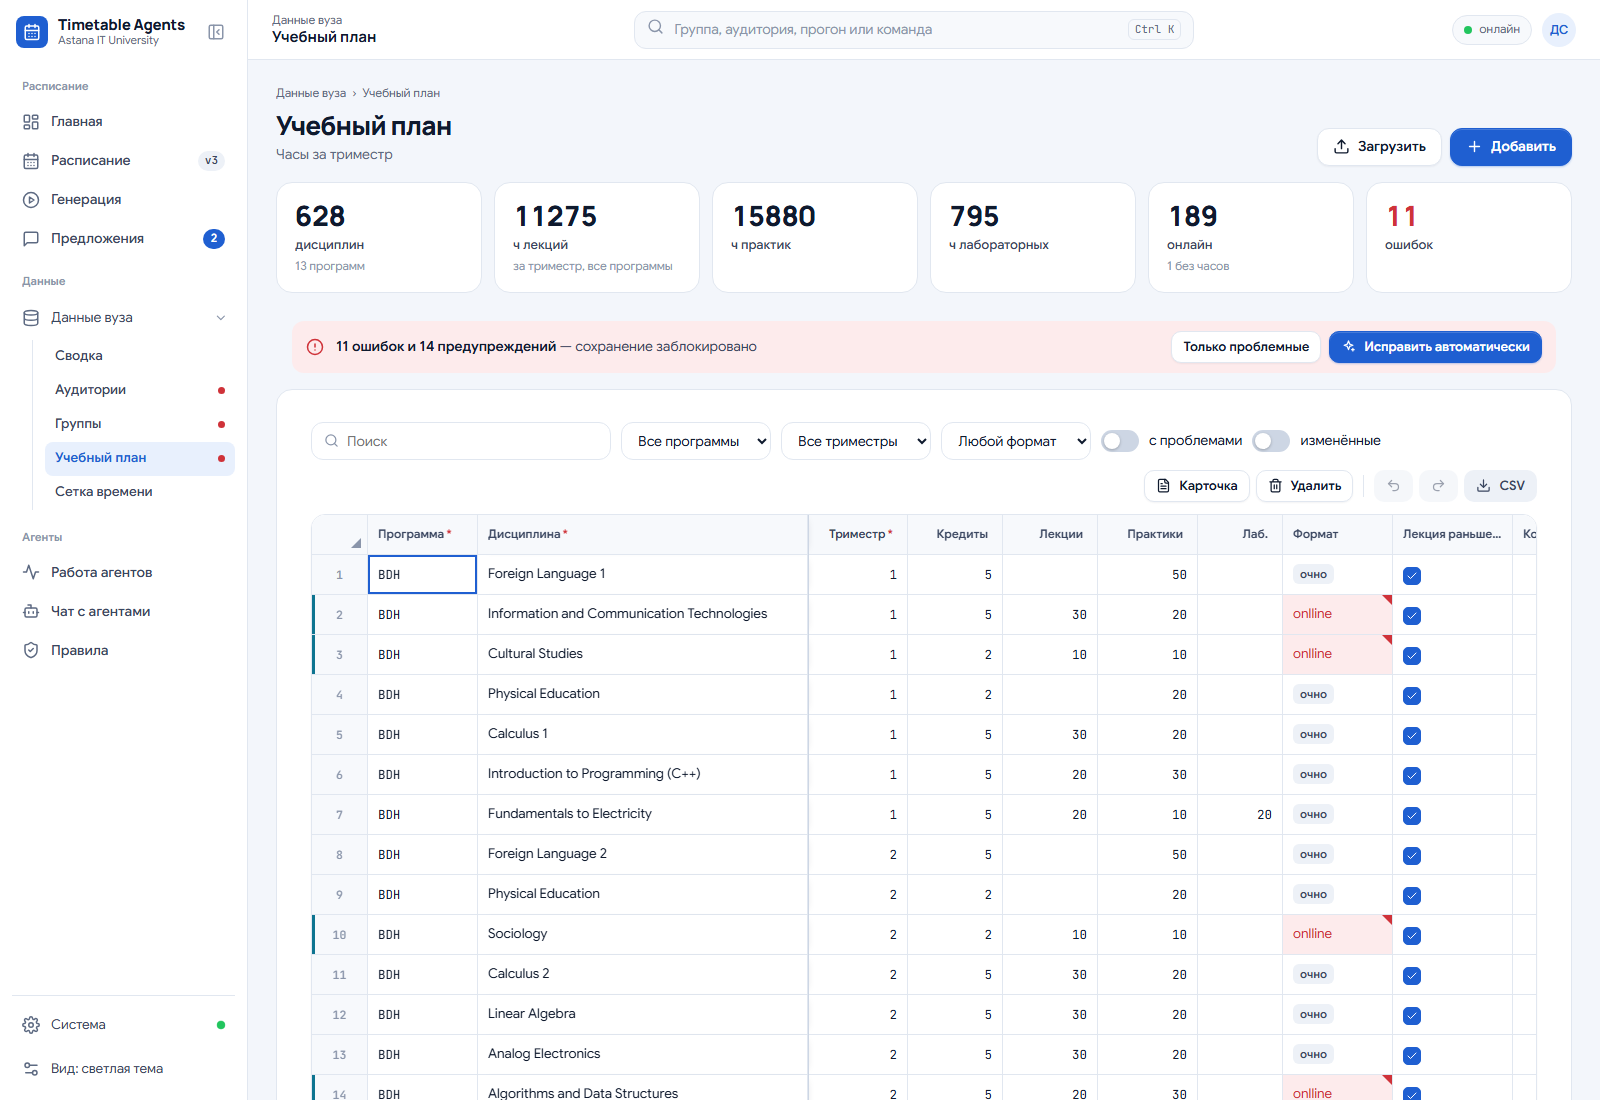 Timetable Agents
Astana IT University
Расписание
Главная
Расписание v3
Генерация
Предложения 2
Данные
Данные вуза
Сводка
Аудитории
Группы
Учебный план
Сетка времени
Агенты
Работа агентов
Чат с агентами
Правила
Система
Вид: светлая тема
Данные вуза
Учебный план
Группа, аудитория, прогон или команда Ctrl K
онлайн ДС
Данные вуза › Учебный план
Учебный план
Часы за триместр
Загрузить
Добавить
628
дисциплин
13 программ
11275
ч лекций
за триместр, все программы
15880
ч практик
795
ч лабораторных
189
онлайн
1 без часов
11
ошибок
11 ошибок и 14 предупреждений — сохранение заблокировано
Только проблемные
Исправить автоматически
Поиск
Все программы
Все триместры
Любой формат
с проблемами
изменённые
Карточка
Удалить
CSV
Программа * Дисциплина * Триместр * Кредиты Лекции Практики Лаб. Формат Лекция раньше... Кс
1 BDH Foreign Language 1 1 5 50 очно
2 BDH Information and Communication Technologies 1 5 30 20 onlline
3 BDH Cultural Studies 1 2 10 10 onlline
4 BDH Physical Education 1 2 20 очно
5 BDH Calculus 1 1 5 30 20 очно
6 BDH Introduction to Programming (C++) 1 5 20 30 очно
7 BDH Fundamentals to Electricity 1 5 20 10 20 очно
8 BDH Foreign Language 2 2 5 50 очно
9 BDH Physical Education 2 2 20 очно
10 BDH Sociology 2 2 10 10 onlline
11 BDH Calculus 2 2 5 30 20 очно
12 BDH Linear Algebra 2 5 30 20 очно
13 BDH Analog Electronics 2 5 30 20 очно
14 BDH Algorithms and Data Structures 2 5 20 30 onlline